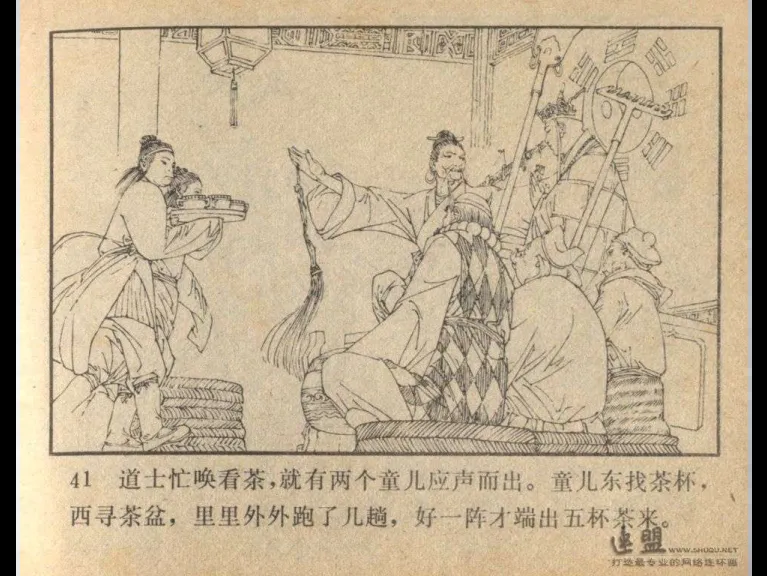 41 道士忙唤看茶，就有两个童儿应声而出。童儿东找茶杯，
西寻茶盆，里里外外跑了几趟，好一阵才端出五杯茶来。
连盟 WWW.SHUQU.NET
打造最专业的网络连环画